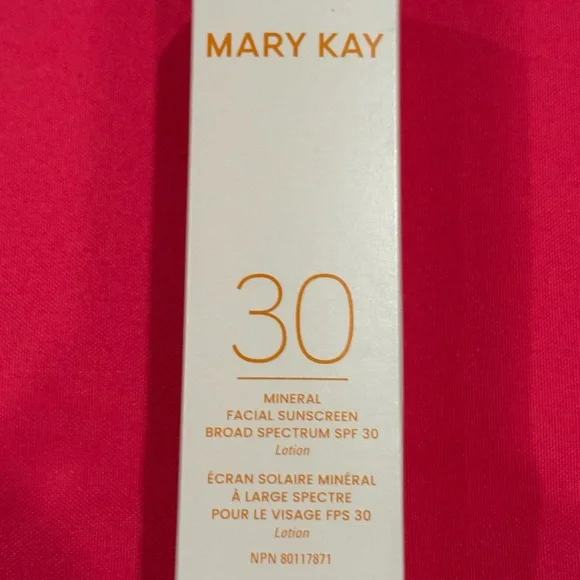 MARY KAY
30
MINERAL
FACIAL SUNSCREEN
BROAD SPECTRUM SPF 30
Lotion
ÉCRAN SOLAIRE MINÉRAL
À LARGE SPECTRE
POUR LE VISAGE FPS 30
Lotion
NPN 80117871